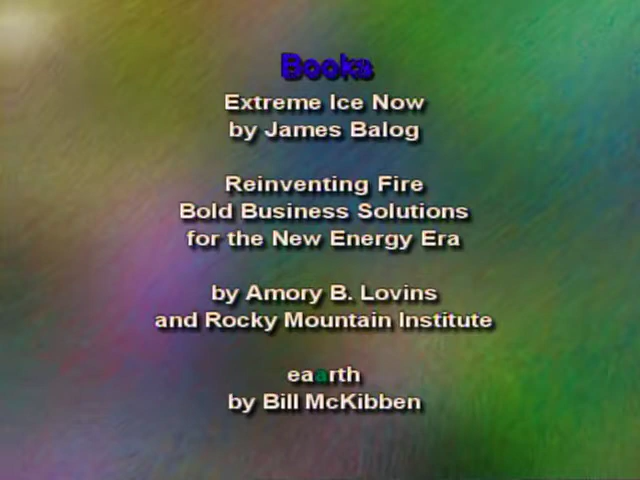 Books
Extreme Ice Now
by James Balog
Reinventing Fire
Bold Business Solutions
for the New Energy Era
by Amory B. Lovins
and Rocky Mountain Institute
eaarth
by Bill McKibben